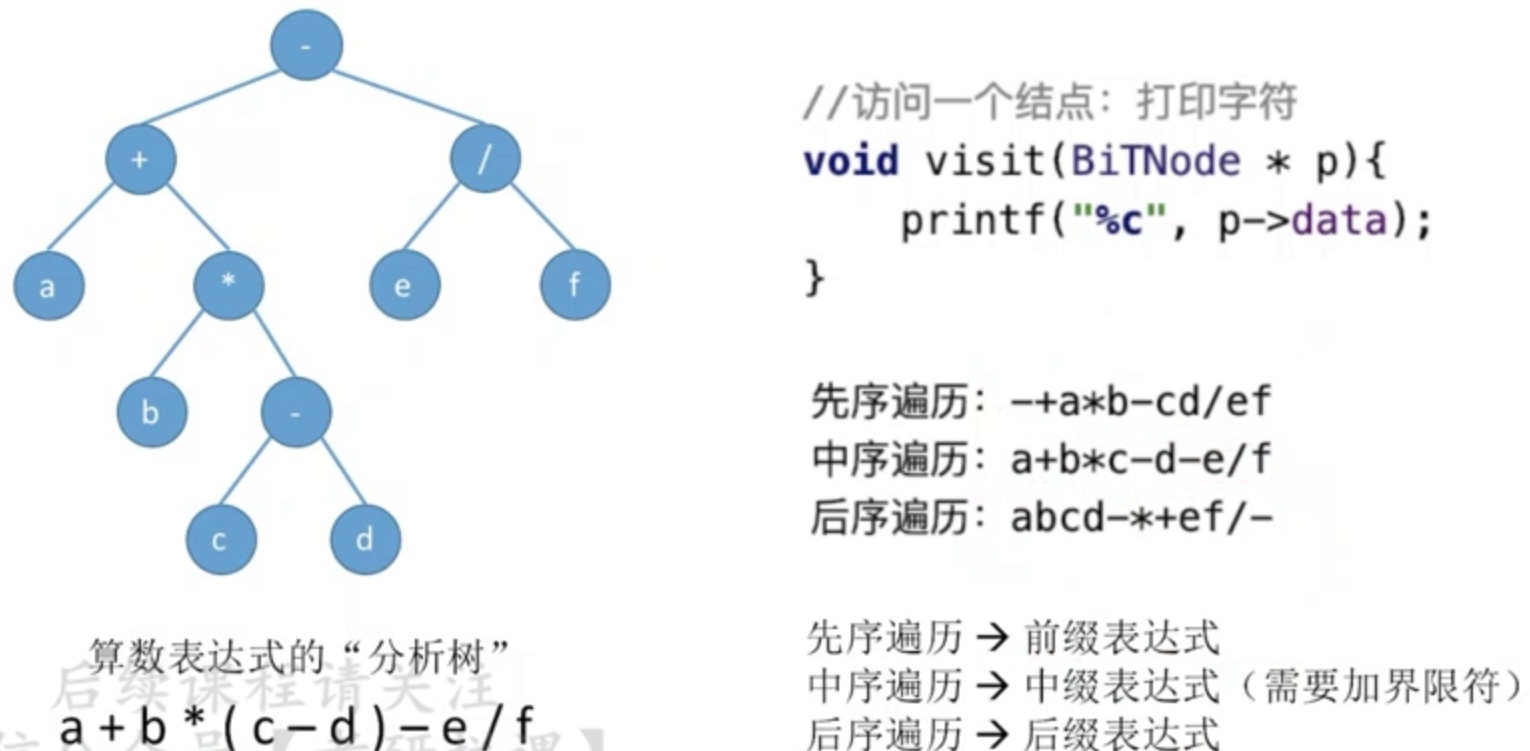 -
+
/
a
*
e
f
b
-
c
d
算数表达式的“分析树”
后续课程请关注
a+b*(c-d)-e/f
//访问一个结点：打印字符
void visit(BiTNode * p){
    printf("%c", p->data);
}
先序遍历：-+a*b-cd/ef
中序遍历：a+b*c-d-e/f
后序遍历：abcd-*+ef/-
先序遍历 → 前缀表达式
中序遍历 → 中缀表达式（需要加界限符）
后序遍历 → 后缀表达式